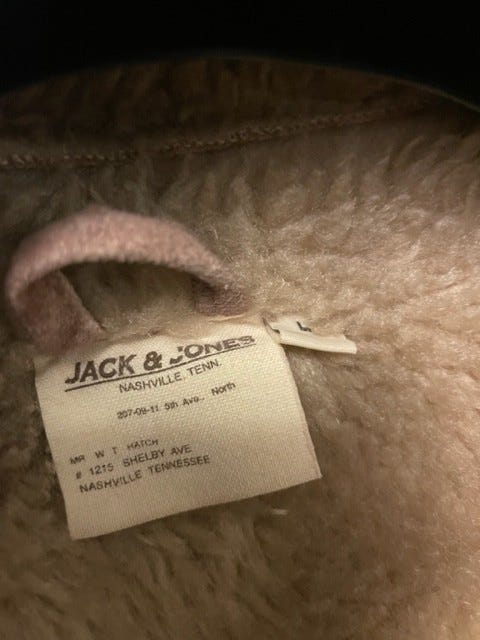 JACK & JONES
NASHVILLE, TENN.
207-09-11 5th Ave., North
MR W T HATCH
# 1215 SHELBY AVE
NASHVILLE TENNESSEE
L